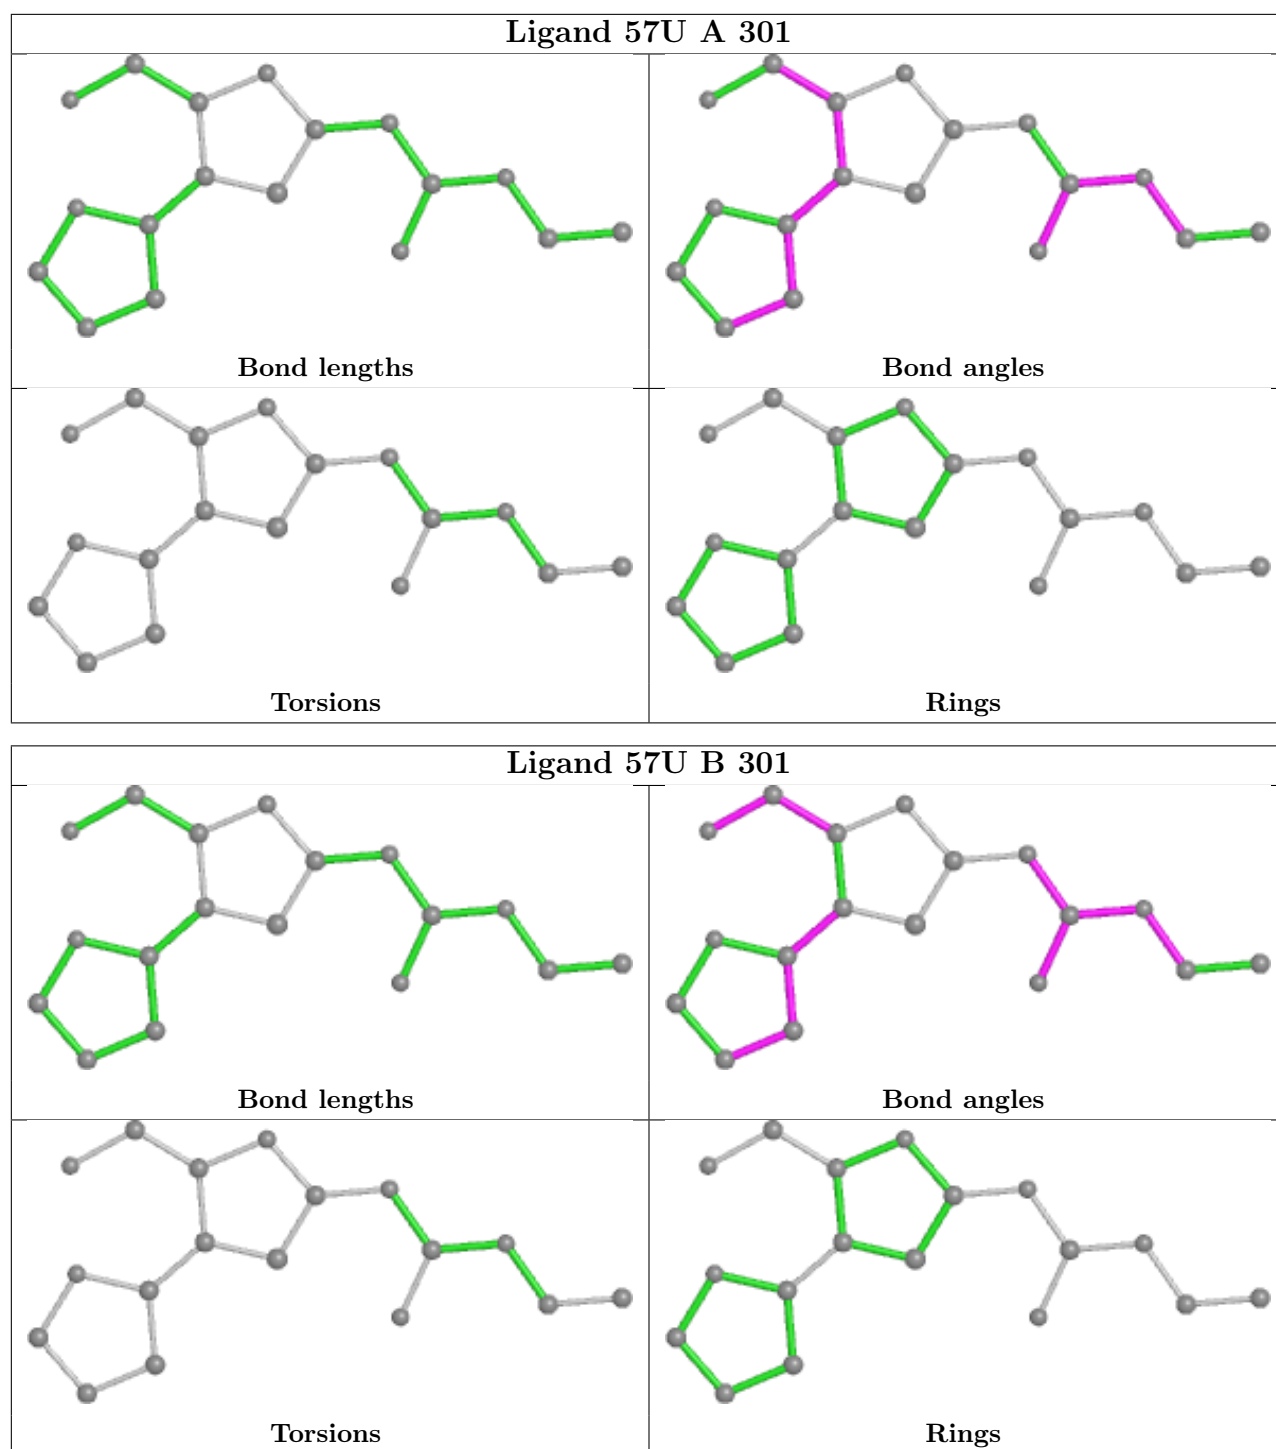 Ligand 57U A 301
Bond lengths
Bond angles
Torsions
Rings
Ligand 57U B 301
Bond lengths
Bond angles
Torsions
Rings